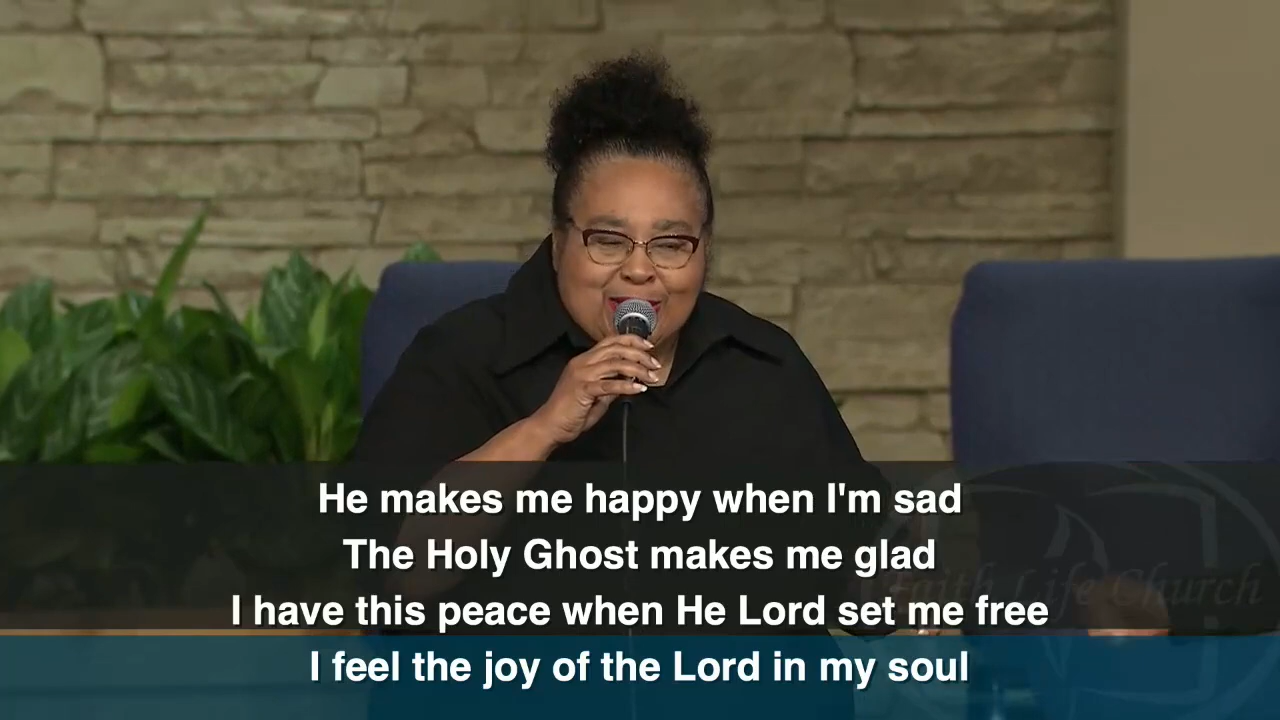 He makes me happy when I'm sad
The Holy Ghost makes me glad
I have this peace when He Lord set me free
I feel the joy of the Lord in my soul
Faith Life Church